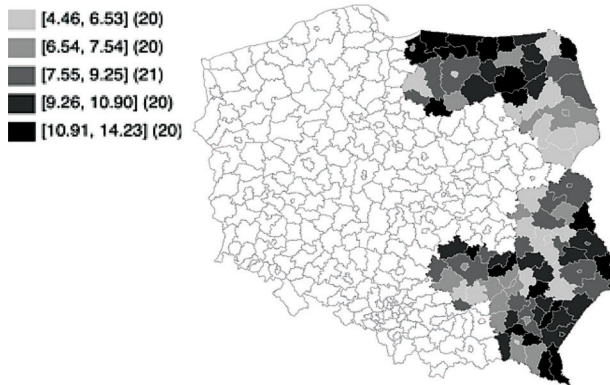 [4.46, 6.53] (20)
[6.54, 7.54] (20)
[7.55, 9.25] (21)
[9.26, 10.90] (20)
[10.91, 14.23] (20)